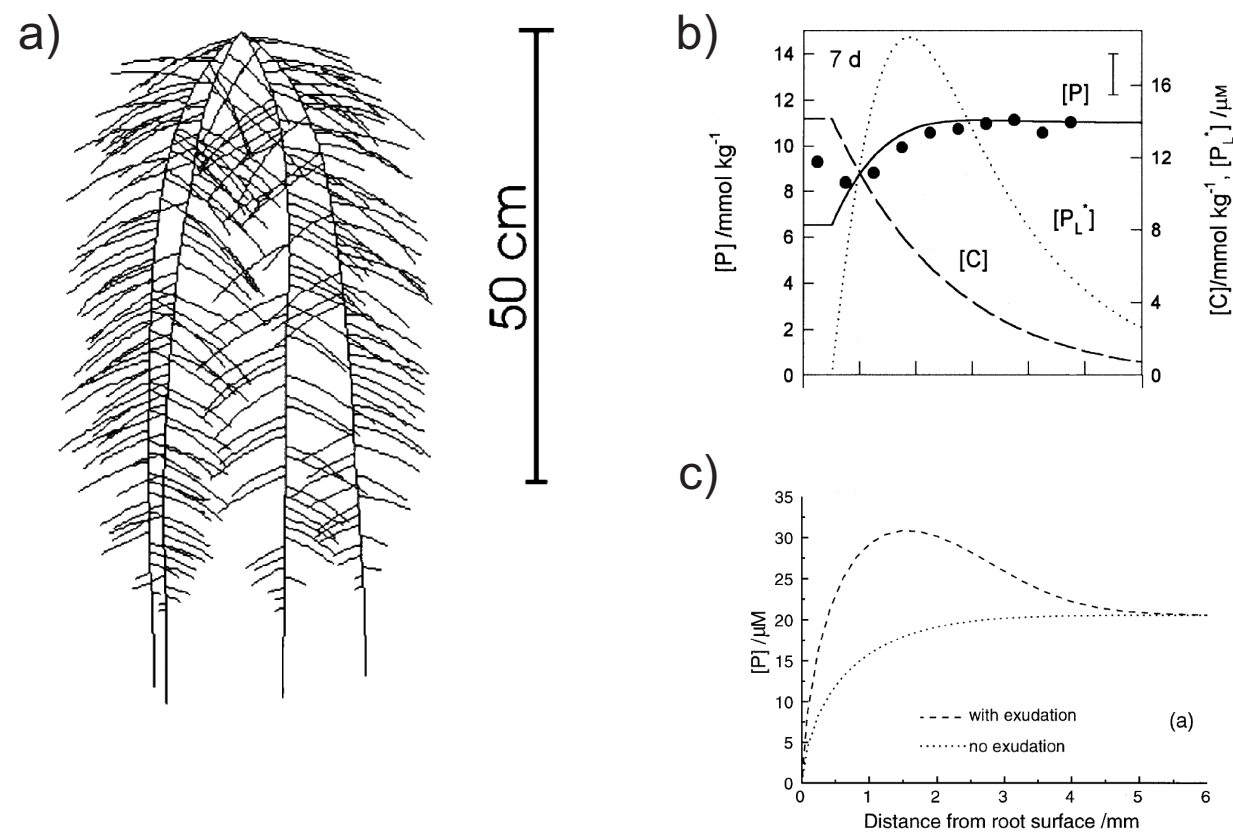 a)
50 cm
b)
7 d
[P]
[P_L^*]
[C]
[P] /mmol kg⁻¹
14
12
10
8
6
4
2
0
16
12
8
4
0
[C]/mmol kg⁻¹, [P_L^*] /µM
c)
35
30
25
20
15
10
5
0
[P] /µM
with exudation
no exudation
(a)
0 1 2 3 4 5 6
Distance from root surface /mm